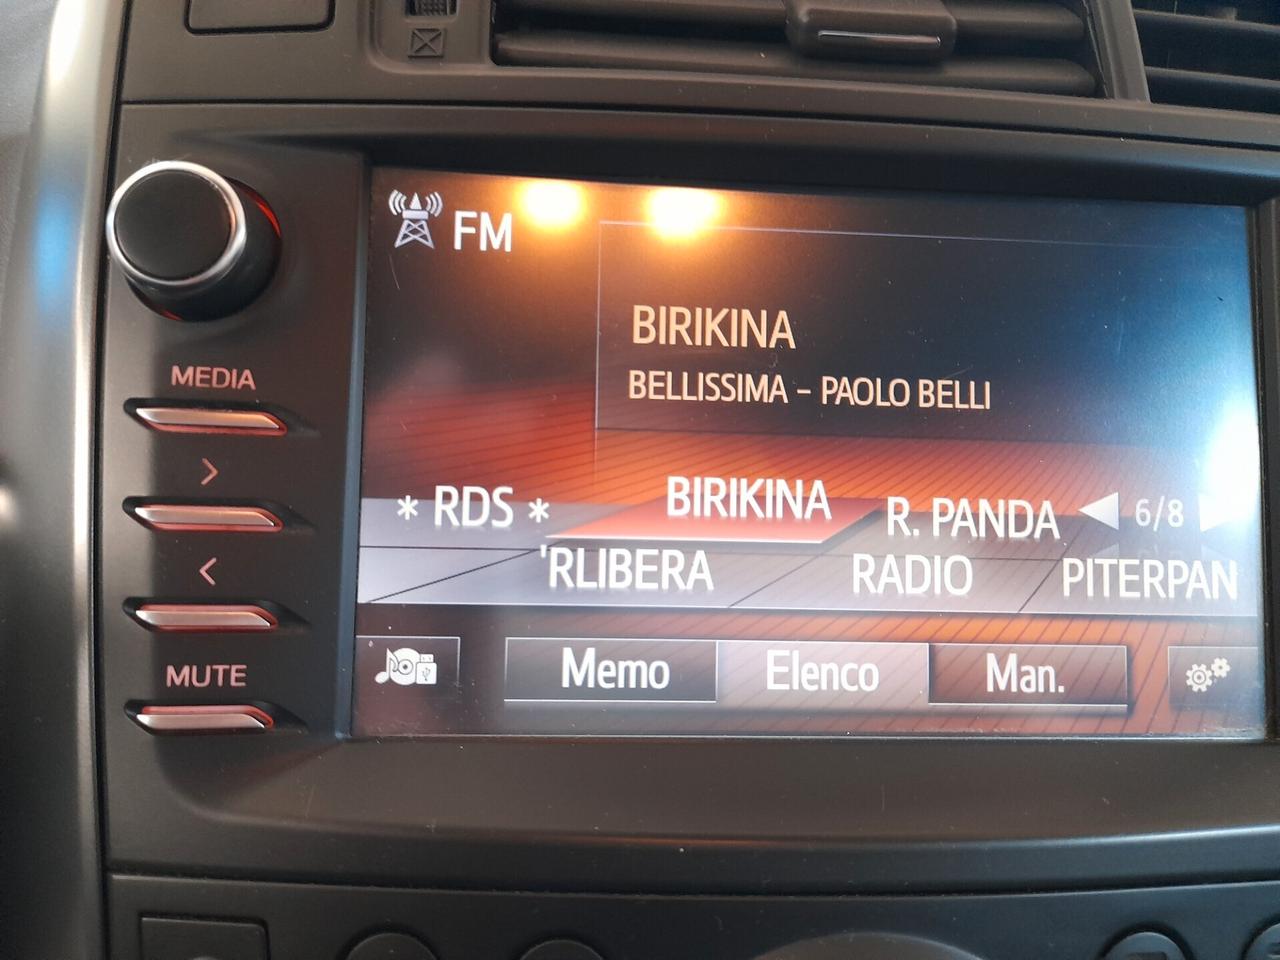 FM
BIRIKINA
BELLISSIMA - PAOLO BELLI
MEDIA
* RDS * BIRIKINA R. PANDA 6/8
'RLIBERA RADIO PITERPAN
MUTE
Memo Elenco Man.